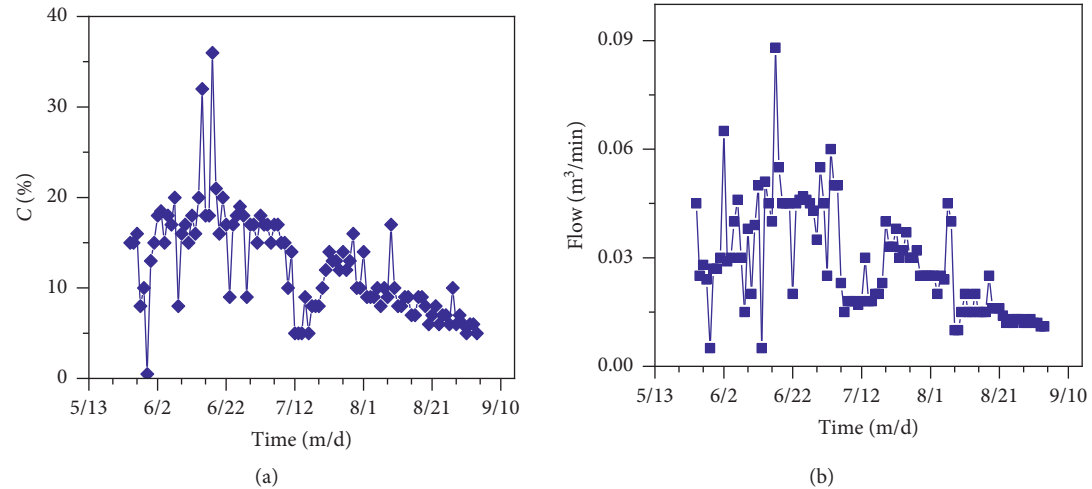 40
30
20
10
0
C (%)
5/13 6/2 6/22 7/12 8/1 8/21 9/10
Time (m/d)
(a)
0.09
0.06
0.03
0.00
Flow (m³/min)
5/13 6/2 6/22 7/12 8/1 8/21 9/10
Time (m/d)
(b)